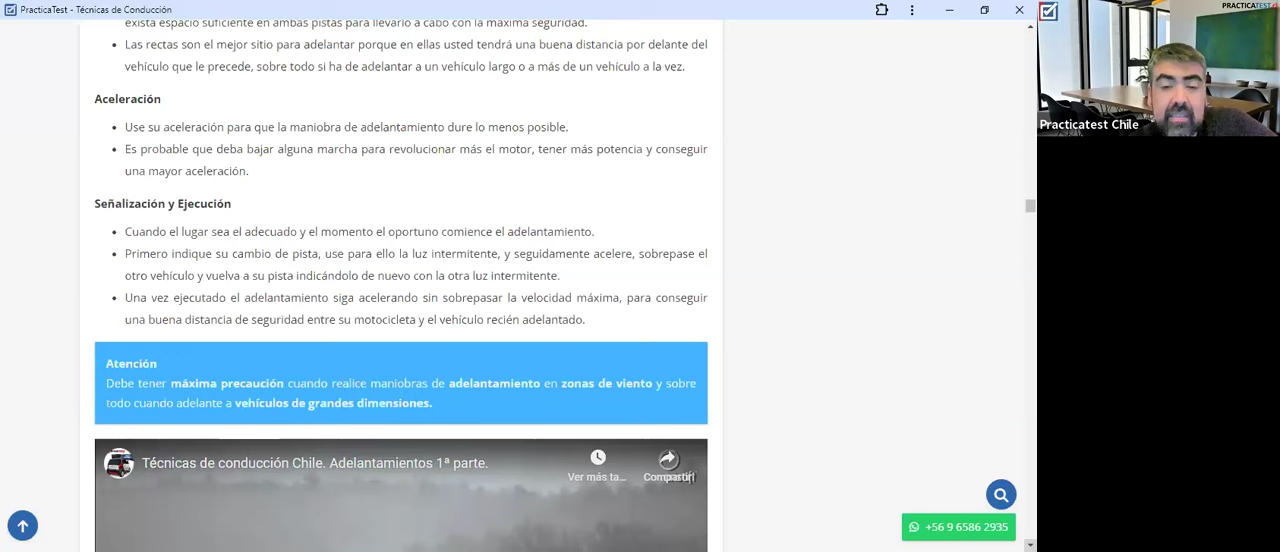 PracticaTest - Técnicas de Conducción
PRACTICATEST
exista espacio suficiente en ambas pistas para llevarlo a cabo con la máxima seguridad.
Las rectas son el mejor sitio para adelantar porque en ellas usted tendrá una buena distancia por delante del
vehículo que le precede, sobre todo si ha de adelantar a un vehículo largo o a más de un vehículo a la vez.
Aceleración
Use su aceleración para que la maniobra de adelantamiento dure lo menos posible.
Es probable que deba bajar alguna marcha para revolucionar más el motor, tener más potencia y conseguir
una mayor aceleración.
Señalización y Ejecución
Cuando el lugar sea el adecuado y el momento el oportuno comience el adelantamiento.
Primero indique su cambio de pista, use para ello la luz intermitente, y seguidamente acelere, sobrepase el
otro vehículo y vuelva a su pista indicándolo de nuevo con la otra luz intermitente.
Una vez ejecutado el adelantamiento siga acelerando sin sobrepasar la velocidad máxima, para conseguir
una buena distancia de seguridad entre su motocicleta y el vehículo recién adelantado.
Atención
Debe tener máxima precaución cuando realice maniobras de adelantamiento en zonas de viento y sobre
todo cuando adelante a vehículos de grandes dimensiones.
Técnicas de conducción Chile. Adelantamientos 1ª parte.
Ver más ta...
Compartir
+56 9 6586 2935
Practicatest Chile